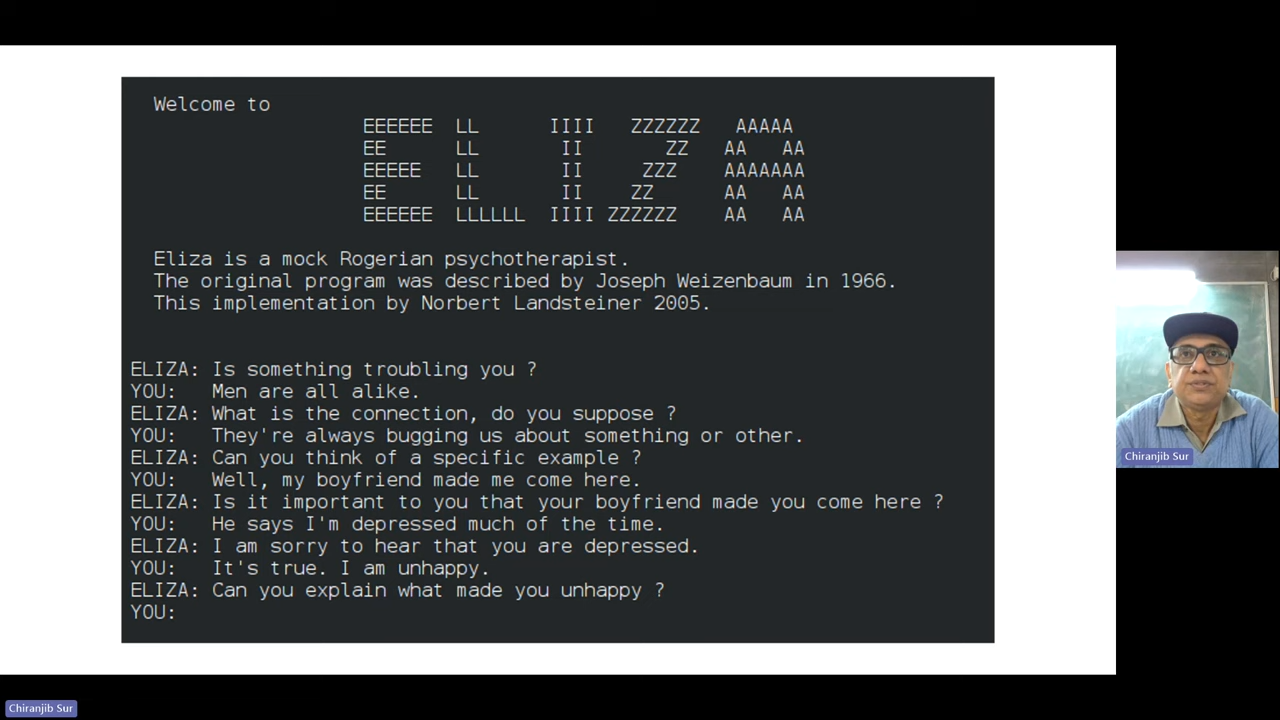 Welcome to
EEEEEE LL IIII ZZZZZZ AAAAA
EE LL II ZZ AA AA
EEEEE LL II ZZZ AAAAAAA
EE LL II ZZ AA AA
EEEEEE LLLLLL IIII ZZZZZZ AA AA
Eliza is a mock Rogerian psychotherapist.
The original program was described by Joseph Weizenbaum in 1966.
This implementation by Norbert Landsteiner 2005.
ELIZA: Is something troubling you ?
YOU: Men are all alike.
ELIZA: What is the connection, do you suppose ?
YOU: They're always bugging us about something or other.
ELIZA: Can you think of a specific example ?
YOU: Well, my boyfriend made me come here.
ELIZA: Is it important to you that your boyfriend made you come here ?
YOU: He says I'm depressed much of the time.
ELIZA: I am sorry to hear that you are depressed.
YOU: It's true. I am unhappy.
ELIZA: Can you explain what made you unhappy ?
YOU:
Chiranjib Sur
Chiranjib Sur